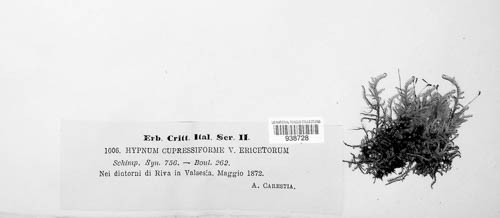 Erb. Critt. Ital. Ser. II.
938728
1006. HYPNUM CUPRESSIFORME V. ERICETORUM
Schimp. Syn. 756. — Boul. 262.
Nei dintorni di Riva in Valsesia, Maggio 1872.
A. CARESTIA.